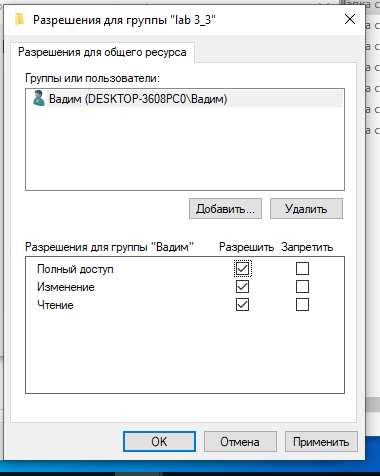 Разрешения для группы "lab 3_3"
Разрешения для общего ресурса
Группы или пользователи:
Вадим (DESKTOP-3608PC0\Вадим)
Добавить...
Удалить
Разрешения для группы "Вадим"
Разрешить
Запретить
Полный доступ
Изменение
Чтение
OK
Отмена
Применить